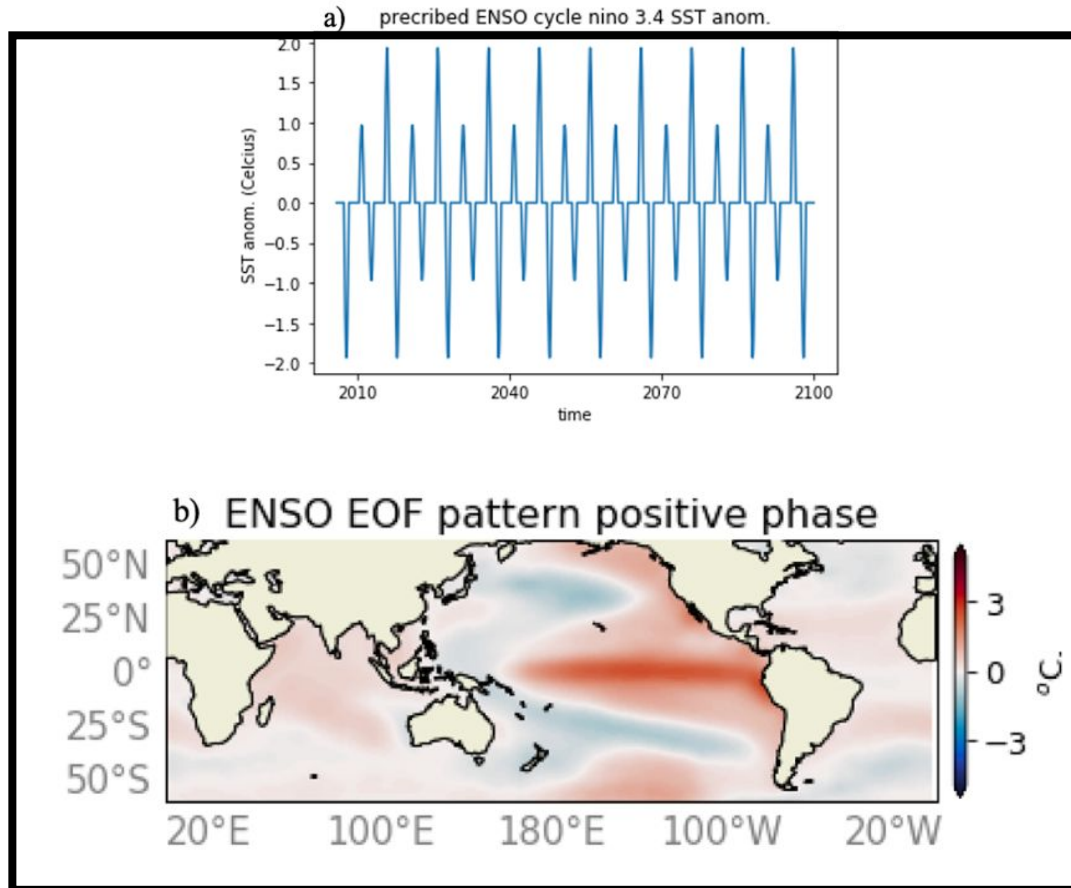 a) precribed ENSO cycle nino 3.4 SST anom.
2.0
1.5
1.0
0.5
0.0
−0.5
−1.0
−1.5
−2.0
SST anom. (Celcius)
2010 2040 2070 2100
time
b) ENSO EOF pattern positive phase
50°N
25°N
0°
25°S
50°S
20°E 100°E 180°E 100°W 20°W
3
0
−3
°C.